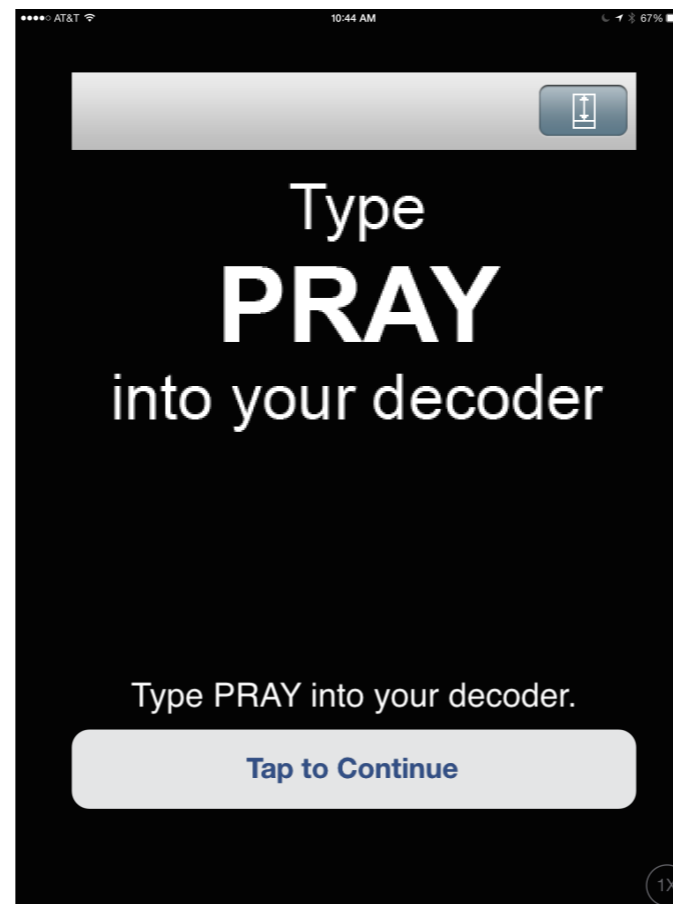 AT&T 10:44 AM 67%
Type
PRAY
into your decoder
Type PRAY into your decoder.
Tap to Continue
1X